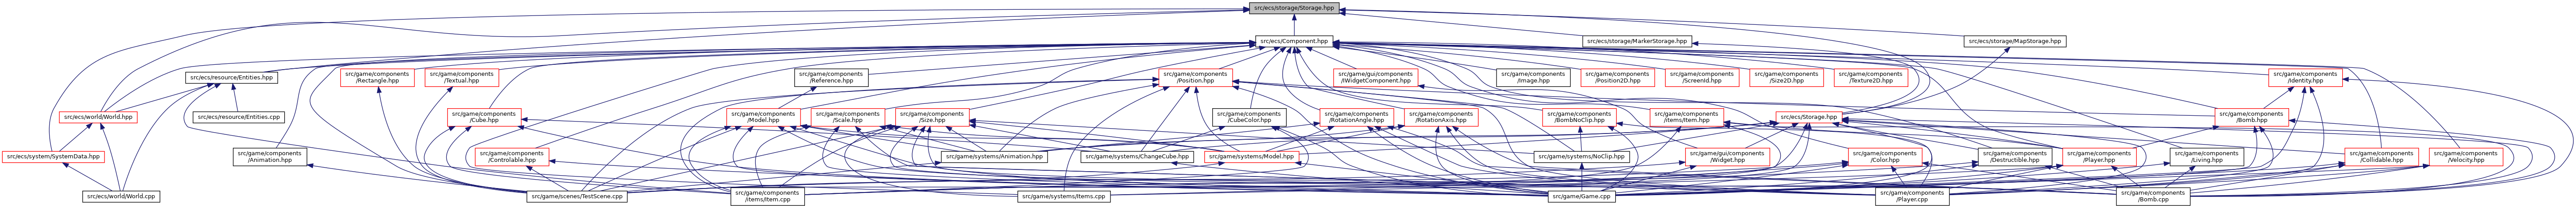 src/ecs/storage/Storage.hpp
src/ecs/Component.hpp
src/ecs/storage/MarkerStorage.hpp
src/ecs/storage/MapStorage.hpp
src/ecs/resource/Entities.hpp
src/game/components
/Rectangle.hpp
src/game/components
/Textual.hpp
src/game/components
/Reference.hpp
src/game/components
/Position.hpp
src/game/gui/components
/IWidgetComponent.hpp
src/game/components
/Image.hpp
src/game/components
/Position2D.hpp
src/game/components
/ScreenId.hpp
src/game/components
/Size2D.hpp
src/game/components
/Texture2D.hpp
src/game/components
/Identity.hpp
src/ecs/world/World.hpp
src/ecs/resource/Entities.cpp
src/game/components
/Cube.hpp
src/game/components
/Model.hpp
src/game/components
/Scale.hpp
src/game/components
/Size.hpp
src/game/components
/CubeColor.hpp
src/game/components
/RotationAngle.hpp
src/game/components
/RotationAxis.hpp
src/game/components
/BombNoClip.hpp
src/game/components
/items/Item.hpp
src/ecs/Storage.hpp
src/game/components
/Bomb.hpp
src/ecs/system/SystemData.hpp
src/game/components
/Animation.hpp
src/game/components
/Controlable.hpp
src/game/systems/Animation.hpp
src/game/systems/ChangeCube.hpp
src/game/systems/Model.hpp
src/game/systems/NoClip.hpp
src/game/gui/components
/Widget.hpp
src/game/components
/Color.hpp
src/game/components
/Destructible.hpp
src/game/components
/Player.hpp
src/game/components
/Living.hpp
src/game/components
/Collidable.hpp
src/game/components
/Velocity.hpp
src/ecs/world/World.cpp
src/game/scenes/TestScene.cpp
src/game/components
/items/Item.cpp
src/game/systems/Items.cpp
src/game/Game.cpp
src/game/components
/Player.cpp
src/game/components
/Bomb.cpp